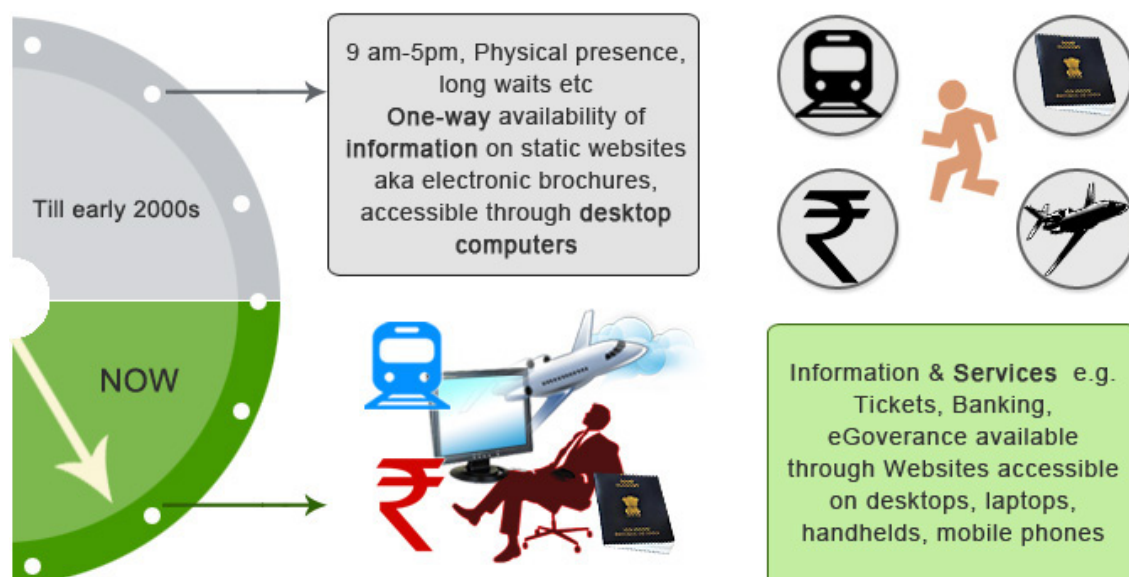 Till early 2000s
9 am-5pm, Physical presence,
long waits etc
One-way availability of
information on static websites
aka electronic brochures,
accessible through desktop
computers
NOW
Information & Services e.g.
Tickets, Banking,
eGoverance available
through Websites accessible
on desktops, laptops,
handhelds, mobile phones